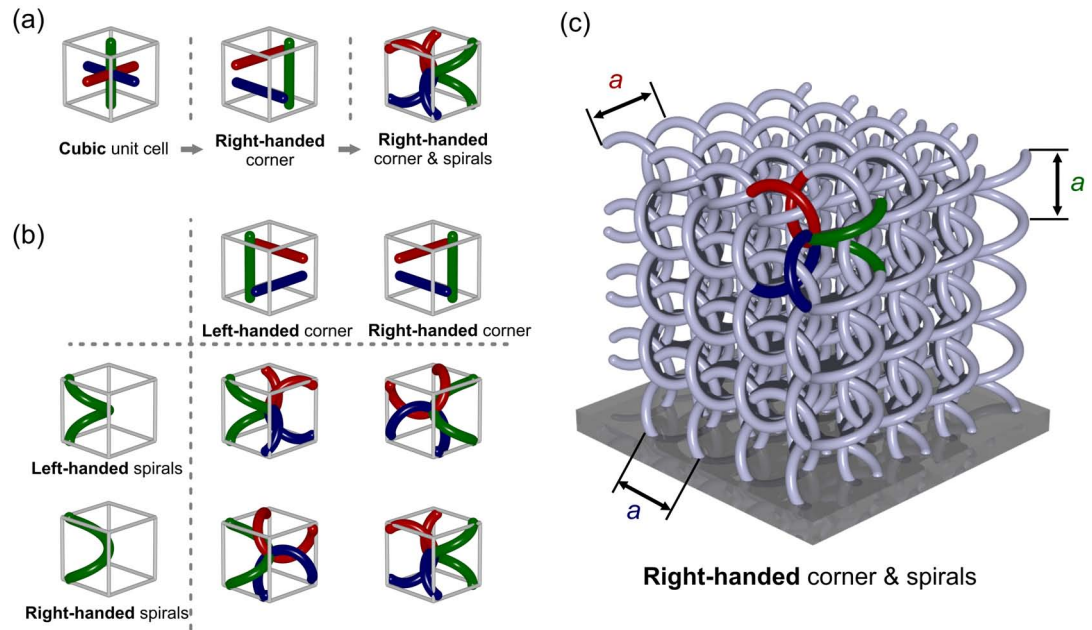 (a)
Cubic unit cell
Right-handed
corner
Right-handed
corner & spirals
(b)
Left-handed corner
Right-handed corner
Left-handed spirals
Right-handed spirals
(c)
a
a
a
Right-handed corner & spirals